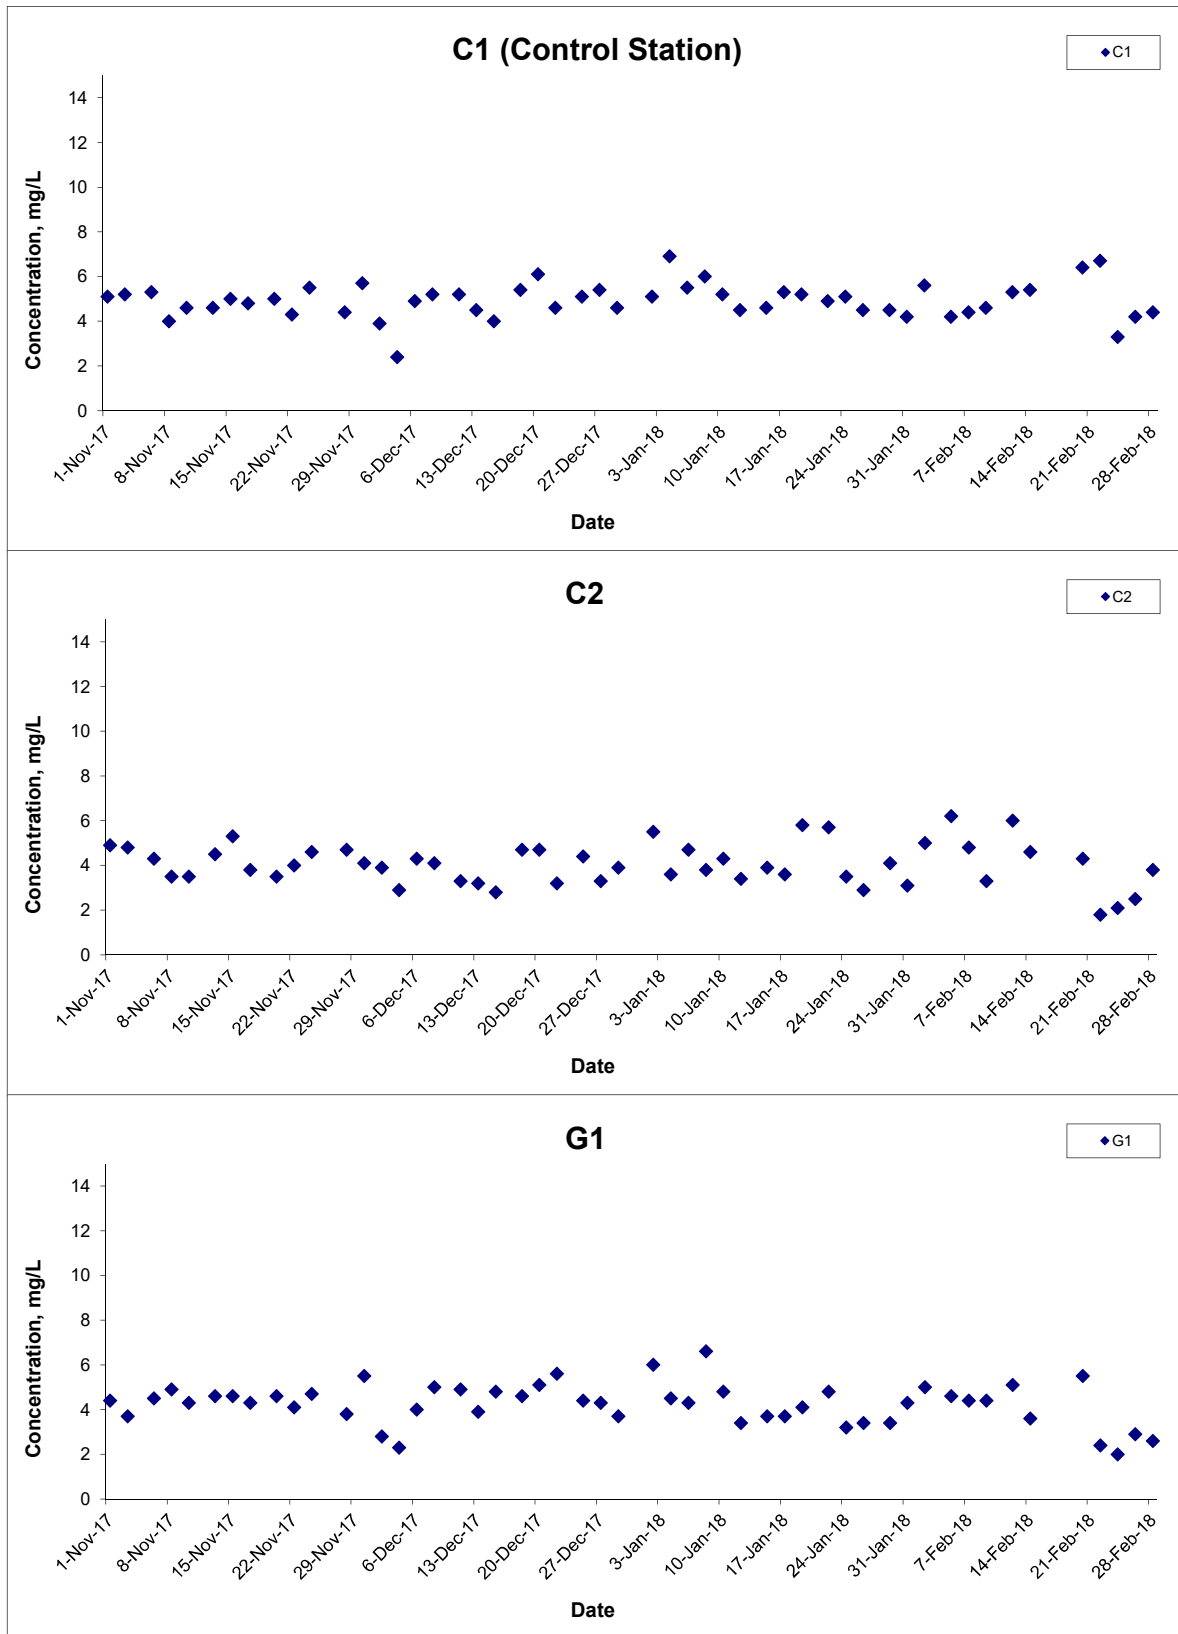 C1 (Control Station)
C1
14
12
10
8
6
4
2
0
Concentration, mg/L
1-Nov-17
8-Nov-17
15-Nov-17
22-Nov-17
29-Nov-17
6-Dec-17
13-Dec-17
20-Dec-17
27-Dec-17
3-Jan-18
10-Jan-18
17-Jan-18
24-Jan-18
31-Jan-18
7-Feb-18
14-Feb-18
21-Feb-18
28-Feb-18
Date
C2
C2
14
12
10
8
6
4
2
0
Concentration, mg/L
1-Nov-17
8-Nov-17
15-Nov-17
22-Nov-17
29-Nov-17
6-Dec-17
13-Dec-17
20-Dec-17
27-Dec-17
3-Jan-18
10-Jan-18
17-Jan-18
24-Jan-18
31-Jan-18
7-Feb-18
14-Feb-18
21-Feb-18
28-Feb-18
Date
G1
G1
14
12
10
8
6
4
2
0
Concentration, mg/L
1-Nov-17
8-Nov-17
15-Nov-17
22-Nov-17
29-Nov-17
6-Dec-17
13-Dec-17
20-Dec-17
27-Dec-17
3-Jan-18
10-Jan-18
17-Jan-18
24-Jan-18
31-Jan-18
7-Feb-18
14-Feb-18
21-Feb-18
28-Feb-18
Date